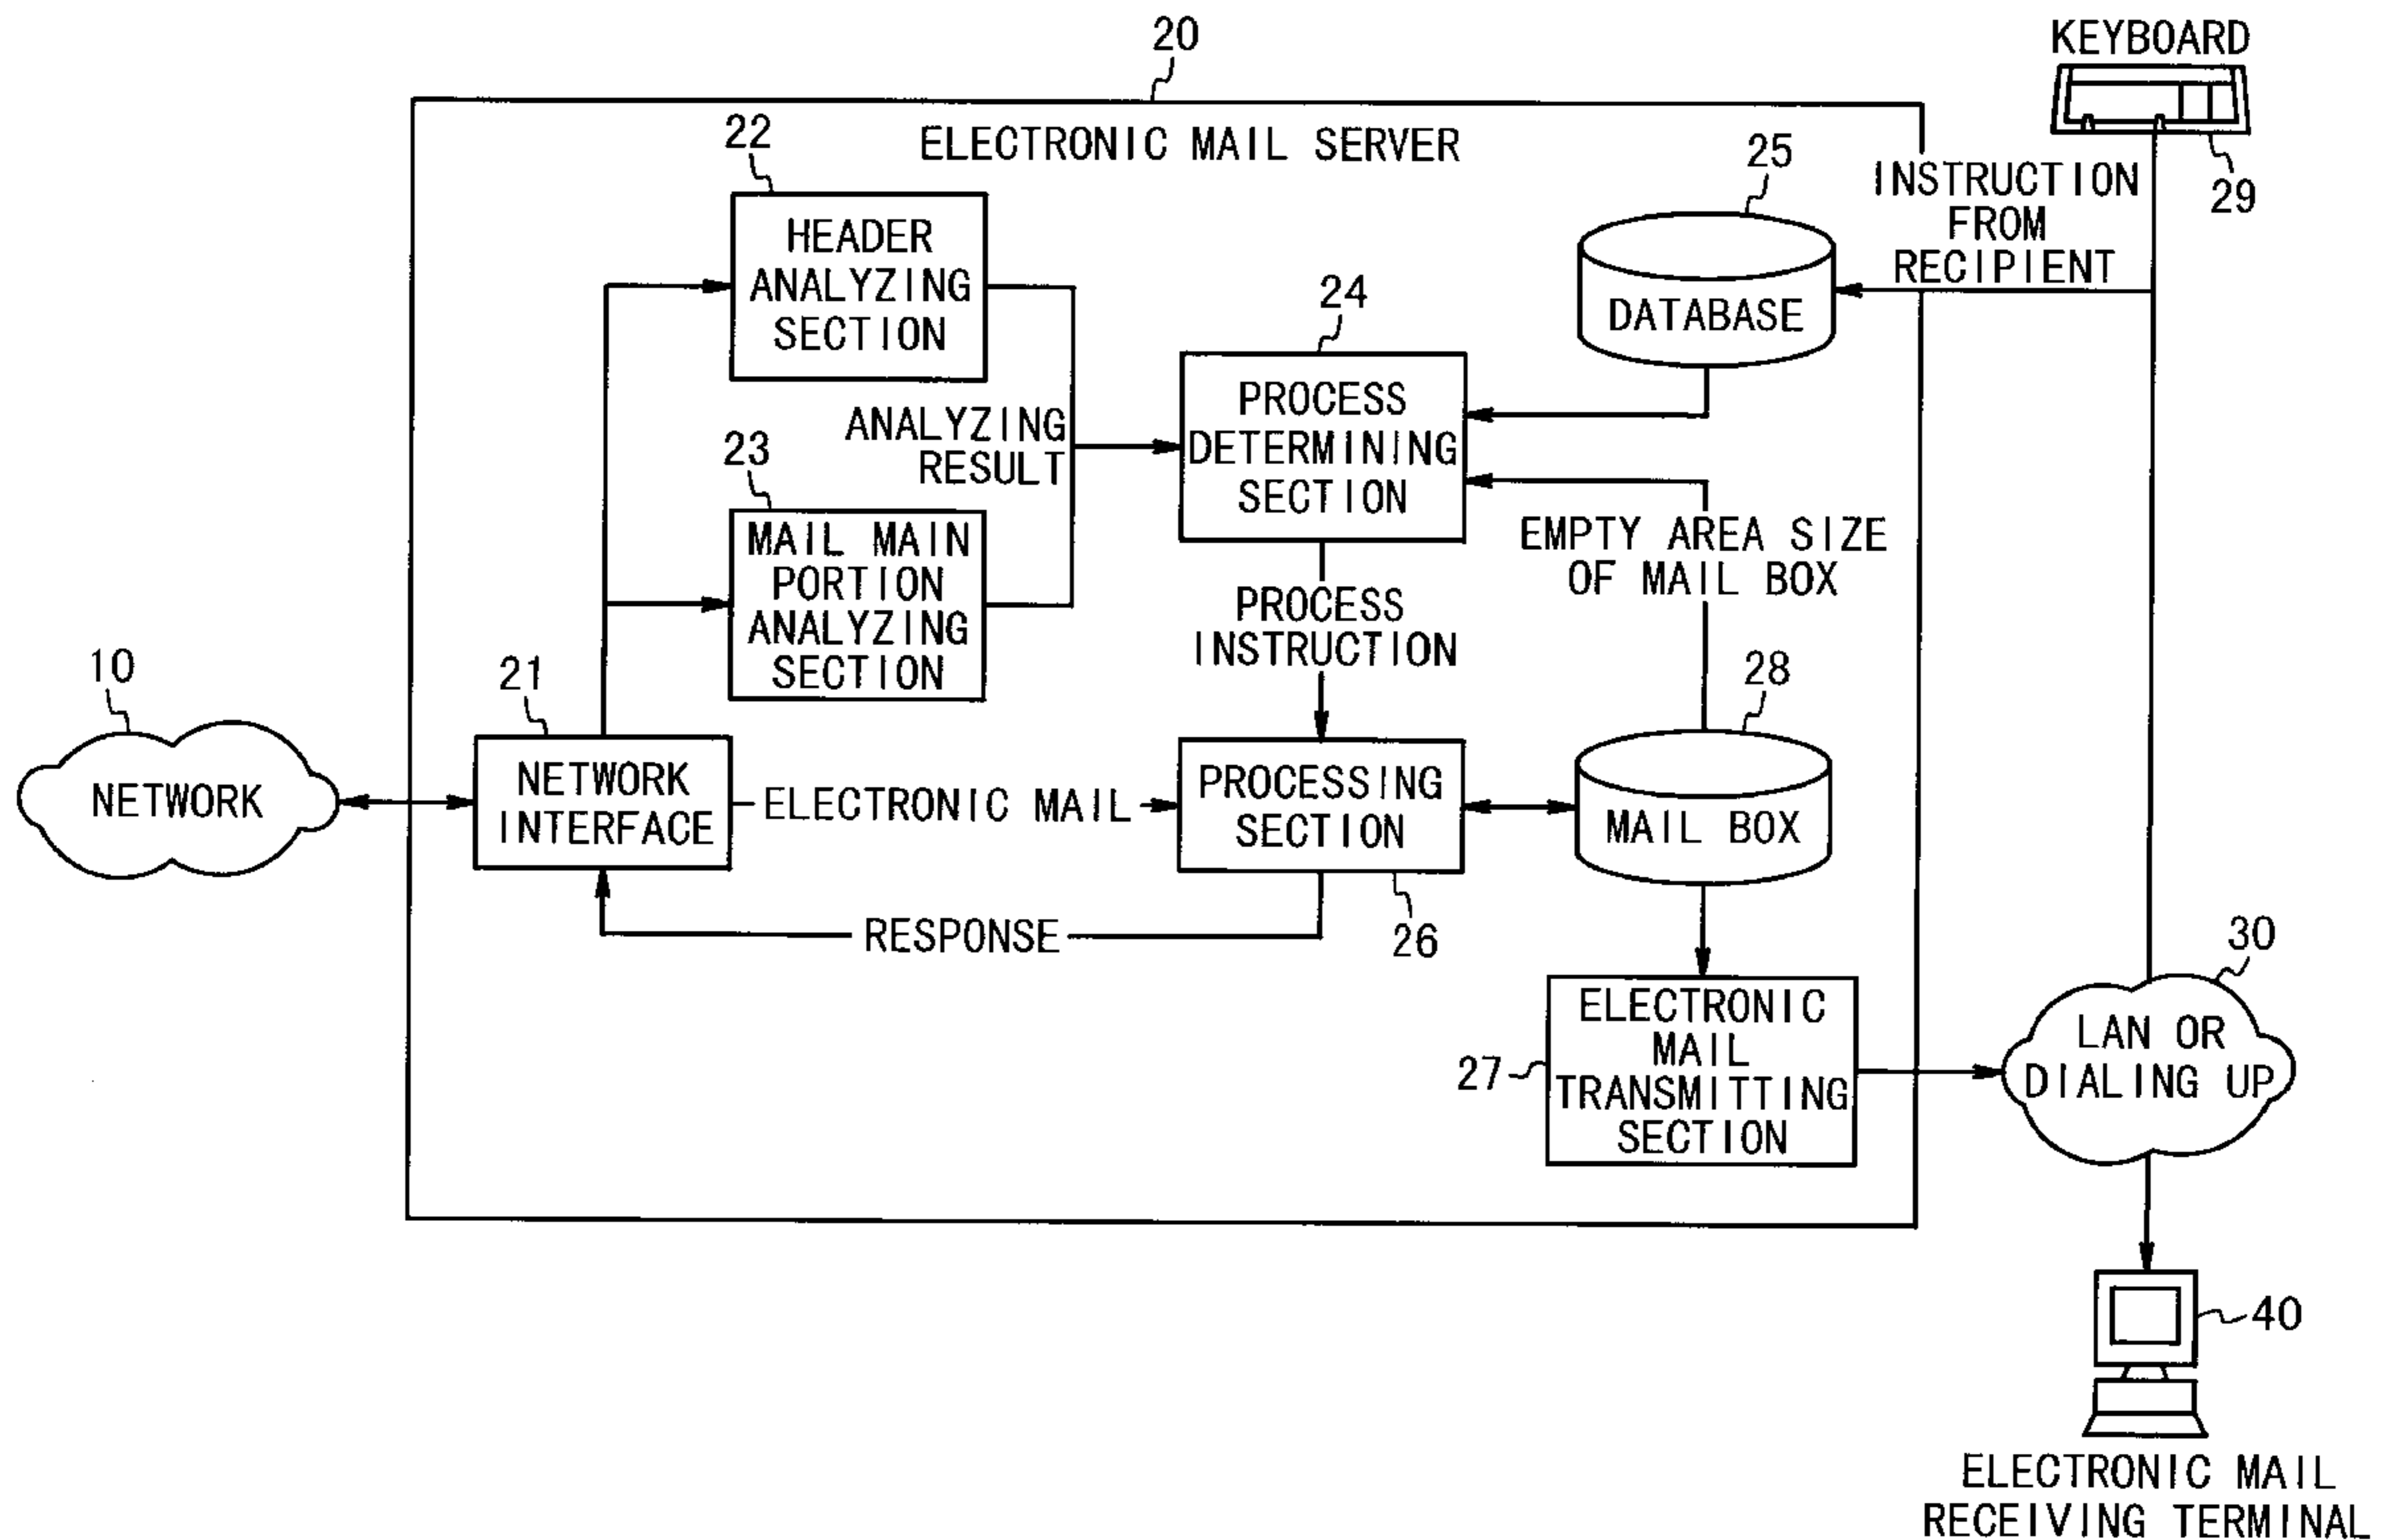 20
KEYBOARD
29
ELECTRONIC MAIL SERVER
22
HEADER
ANALYZING
SECTION
25
DATABASE
INSTRUCTION
FROM
RECIPIENT
24
PROCESS
DETERMINING
SECTION
ANALYZING
RESULT
23
MAIL MAIN
PORTION
ANALYZING
SECTION
EMPTY AREA SIZE
OF MAIL BOX
PROCESS
INSTRUCTION
10
NETWORK
21
NETWORK
INTERFACE
ELECTRONIC MAIL
PROCESSING
SECTION
26
28
MAIL BOX
RESPONSE
27
ELECTRONIC
MAIL
TRANSMITTING
SECTION
30
LAN OR
DIALING UP
40
ELECTRONIC MAIL
RECEIVING TERMINAL